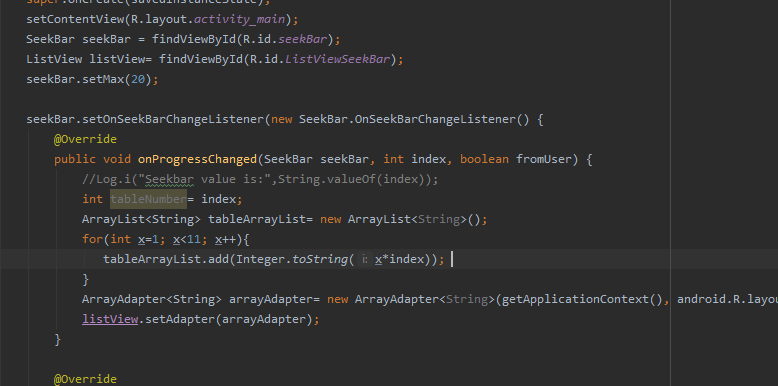 super.onCreate(savedInstanceState);
setContentView(R.layout.activity_main);
SeekBar seekBar = findViewById(R.id.seekBar);
ListView listView= findViewById(R.id.ListViewSeekBar);
seekBar.setMax(20);
seekBar.setOnSeekBarChangeListener(new SeekBar.OnSeekBarChangeListener() {
@Override
public void onProgressChanged(SeekBar seekBar, int index, boolean fromUser) {
//Log.i("Seekbar value is:",String.valueOf(index));
int tableNumber= index;
ArrayList<String> tableArrayList= new ArrayList<String>();
for(int x=1; x<11; x++){
tableArrayList.add(Integer.toString( i: x*index));
}
ArrayAdapter<String> arrayAdapter= new ArrayAdapter<String>(getApplicationContext(), android.R.layou
listView.setAdapter(arrayAdapter);
}
@Override